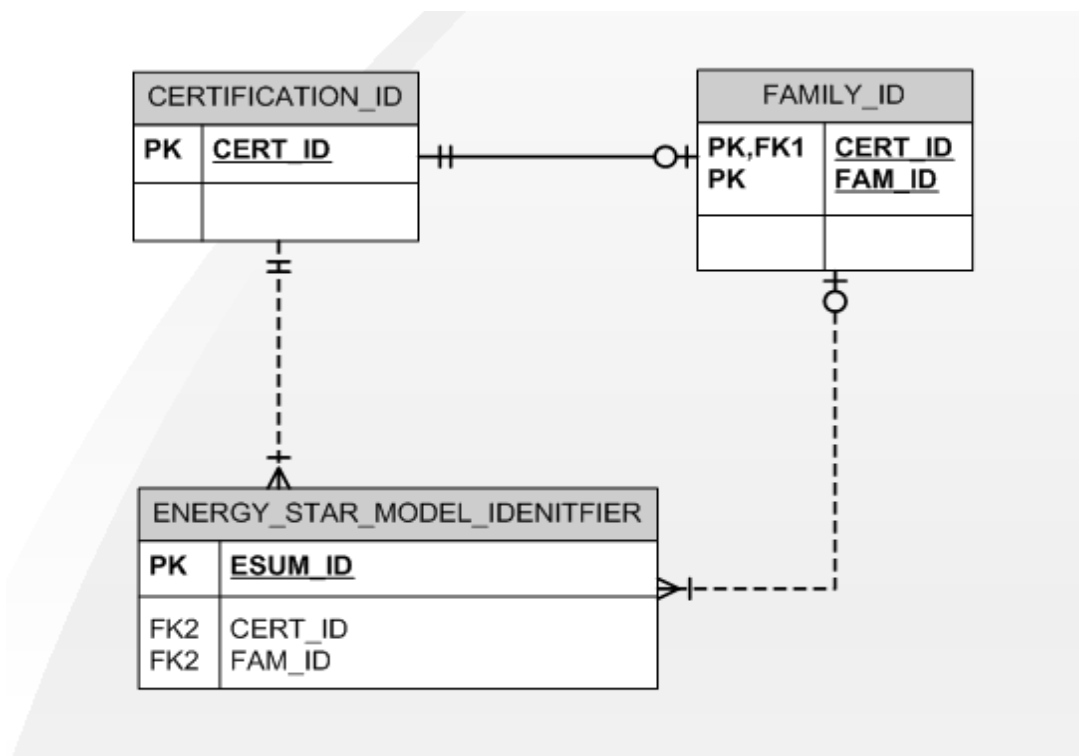 CERTIFICATION_ID
PK CERT_ID
FAMILY_ID
PK,FK1 CERT_ID
PK FAM_ID
ENERGY_STAR_MODEL_IDENITFIER
PK ESUM_ID
FK2 CERT_ID
FK2 FAM_ID